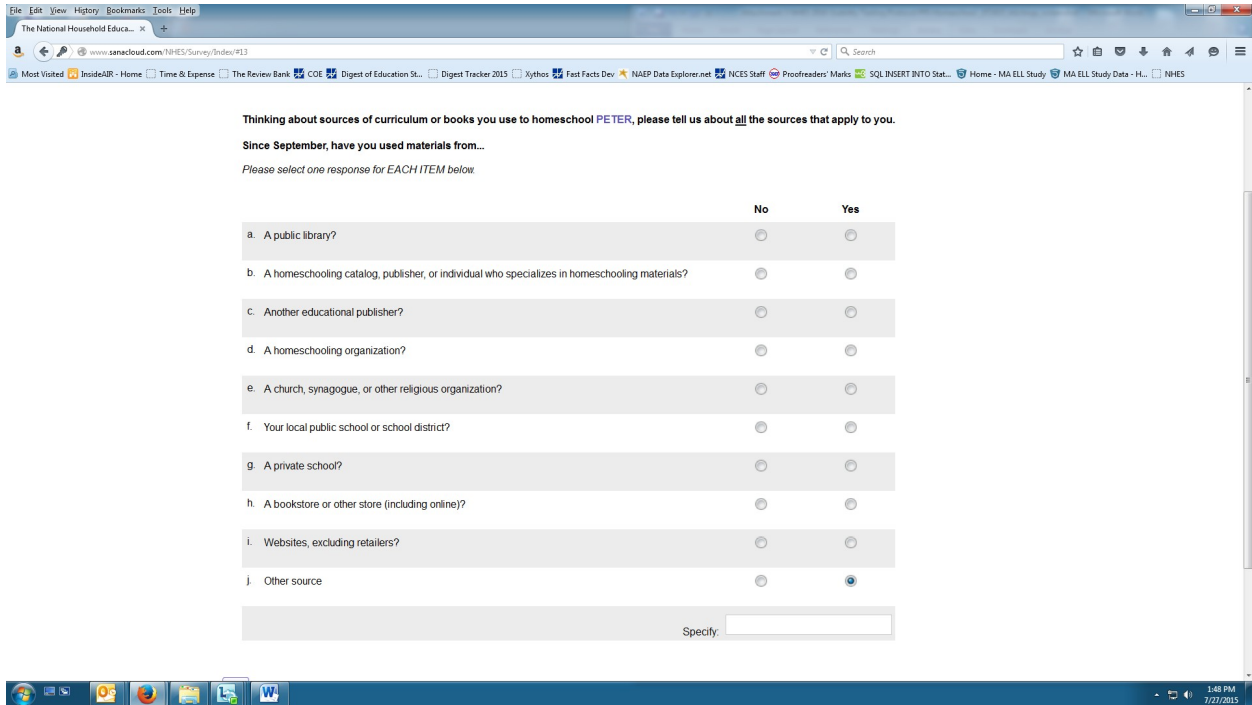 File Edit View History Bookmarks Tools Help
The National Household Educa... × +
www.sanacloud.com/NHES/Survey/Index/#13 Search
Most Visited InsideAIR - Home Time & Expense The Review Bank COE Digest of Education St... Digest Tracker 2015 Xythos Fast Facts Dev NAEP Data Explorer.net NCES Staff Proofreaders' Marks SQL INSERT INTO Stat... Home - MA ELL Study MA ELL Study Data - H... NHES
Thinking about sources of curriculum or books you use to homeschool PETER, please tell us about all the sources that apply to you.
Since September, have you used materials from...
Please select one response for EACH ITEM below.
No Yes
a. A public library?
b. A homeschooling catalog, publisher, or individual who specializes in homeschooling materials?
c. Another educational publisher?
d. A homeschooling organization?
e. A church, synagogue, or other religious organization?
f. Your local public school or school district?
g. A private school?
h. A bookstore or other store (including online)?
i. Websites, excluding retailers?
j. Other source
Specify:
1:48 PM
7/27/2015